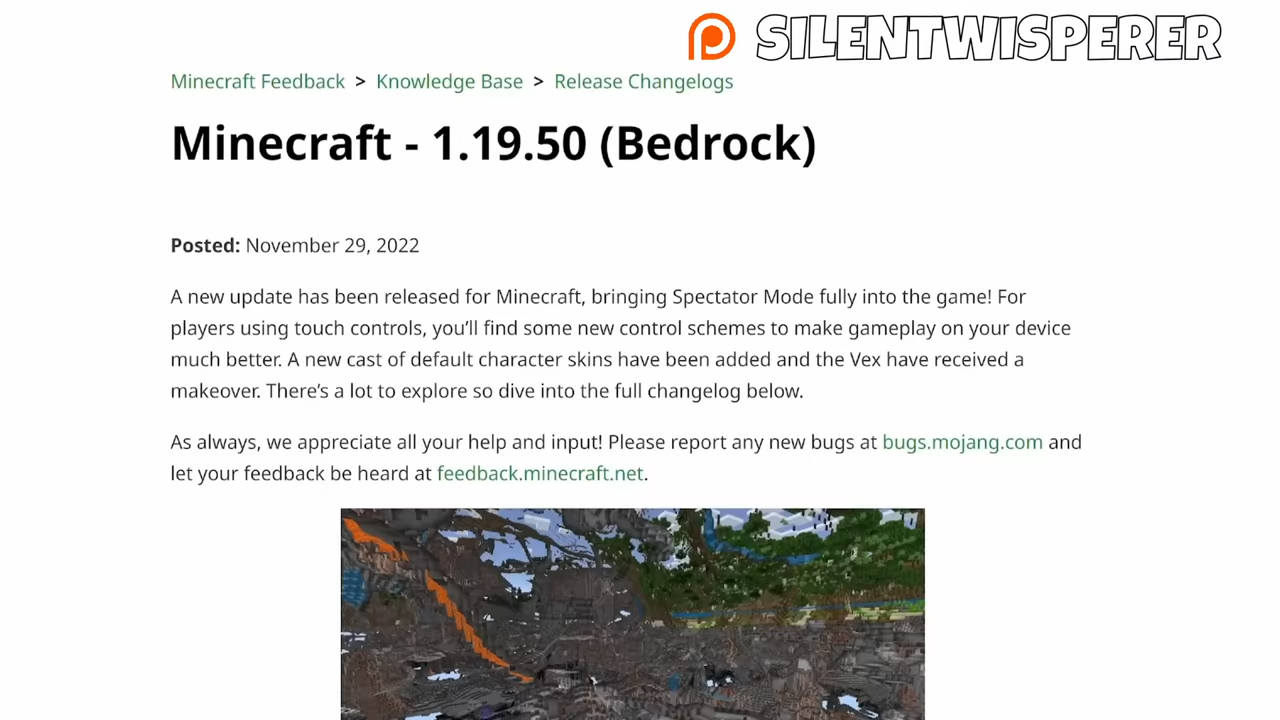 SILENTWISPERER
Minecraft Feedback > Knowledge Base > Release Changelogs
Minecraft - 1.19.50 (Bedrock)
Posted: November 29, 2022
A new update has been released for Minecraft, bringing Spectator Mode fully into the game! For
players using touch controls, you’ll find some new control schemes to make gameplay on your device
much better. A new cast of default character skins have been added and the Vex have received a
makeover. There’s a lot to explore so dive into the full changelog below.
As always, we appreciate all your help and input! Please report any new bugs at bugs.mojang.com and
let your feedback be heard at feedback.minecraft.net.